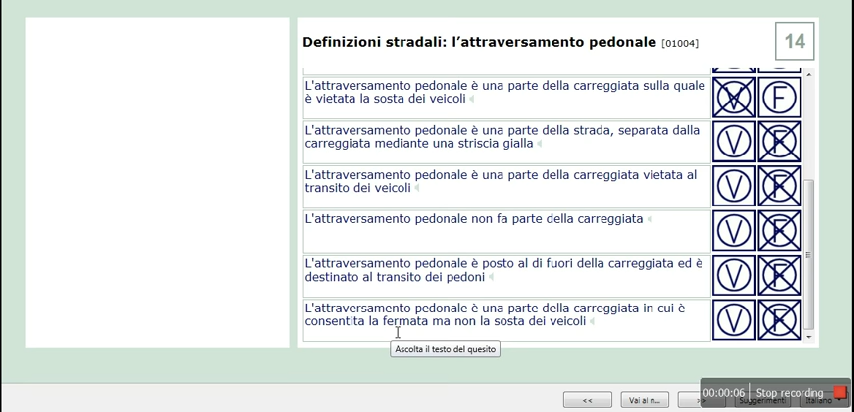 Definizioni stradali: l'attraversamento pedonale [01004]
14
L'attraversamento pedonale è una parte della carreggiata sulla quale
è vietata la sosta dei veicoli
V F
L'attraversamento pedonale è una parte della strada, separata dalla
carreggiata mediante una striscia gialla
V F
L'attraversamento pedonale è una parte della carreggiata vietata al
transito dei veicoli
V F
L'attraversamento pedonale non fa parte della carreggiata
V F
L'attraversamento pedonale è posto al di fuori della carreggiata ed è
destinato al transito dei pedoni
V F
L'attraversamento pedonale è una parte della carreggiata in cui è
consentita la fermata ma non la sosta dei veicoli
V F
Ascolta il testo del quesito
<< Vai al n... >> Suggerimenti Italiano
00:00:06 Stop recording